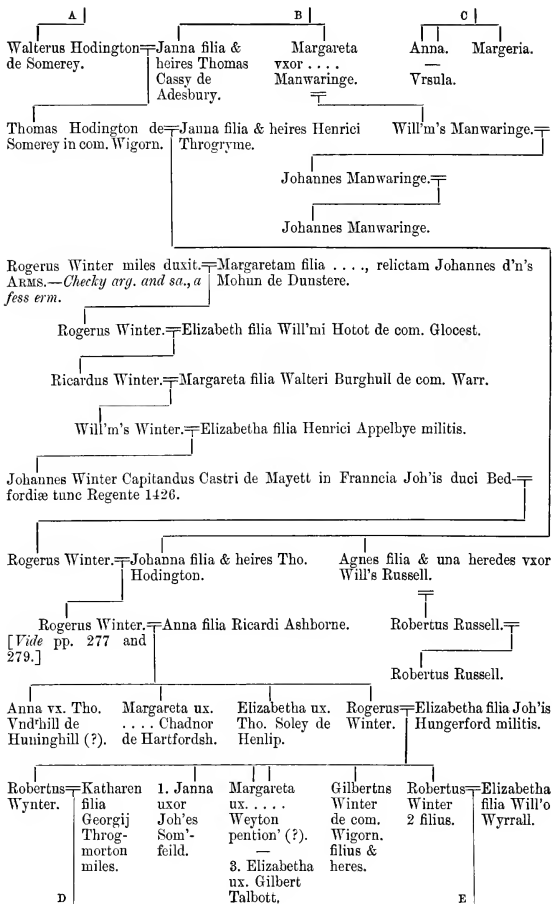 A B C
Walterus Hodington=Janna filia & Margareta Anna. Margeria.
de Somerey. heires Thomas vxor . . . . —
Cassy de Manwaringe. Vrsula.
Adesbury.
Thomas Hodington de=Janna filia & heires Henrici Will'm's Manwaringe.=
Somerey in com. Wigorn. Throgryme.
Johannes Manwaringe.=
Johannes Manwaringe.
Rogerus Winter miles duxit.=Margaretam filia . . . ., relictam Johannes d'n's
ARMS.—Checky arg. and sa., a Mohun de Dunstere.
fess erm.
Rogerus Winter.=Elizabeth filia Will'mi Hotot de com. Glocest.
Ricardus Winter.=Margareta filia Walteri Burghull de com. Warr.
Will'm's Winter.=Elizabetha filia Henrici Appelbye militis.
Johannes Winter Capitandus Castri de Mayett in Franncia Joh'is duci Bed-=
fordiæ tunc Regente 1426.
Rogerus Winter.=Johanna filia & heires Tho. Agnes filia & una heredes vxor
Hodington. Will's Russell.
Rogerus Winter.=Anna filia Ricardi Ashborne. Robertus Russell.=
[Vide pp. 277 and
279.] Robertus Russell.
Anna vx. Tho. Margareta ux. Elizabetha ux. Rogerus=Elizabetha filia Joh'is
Vnd'hill de . . . . Chadnor Tho. Soley de Winter. Hungerford militis.
Huninghill (?). de Hartfordsh. Henlip.
Robertus=Katharen 1. Janna Margareta Gilbertns Robertus=Elizabetha
Wynter. filia uxor ux. . . . . Winter Winter filia Will'o
Georgij Joh'es Weyton de com. 2 filius. Wyrrall.
Throg- Som'- pention' (?). Wigorn.
morton feild. — filius &
miles. 3. Elizabetha heres.
ux. Gilbert
D Talbott, E